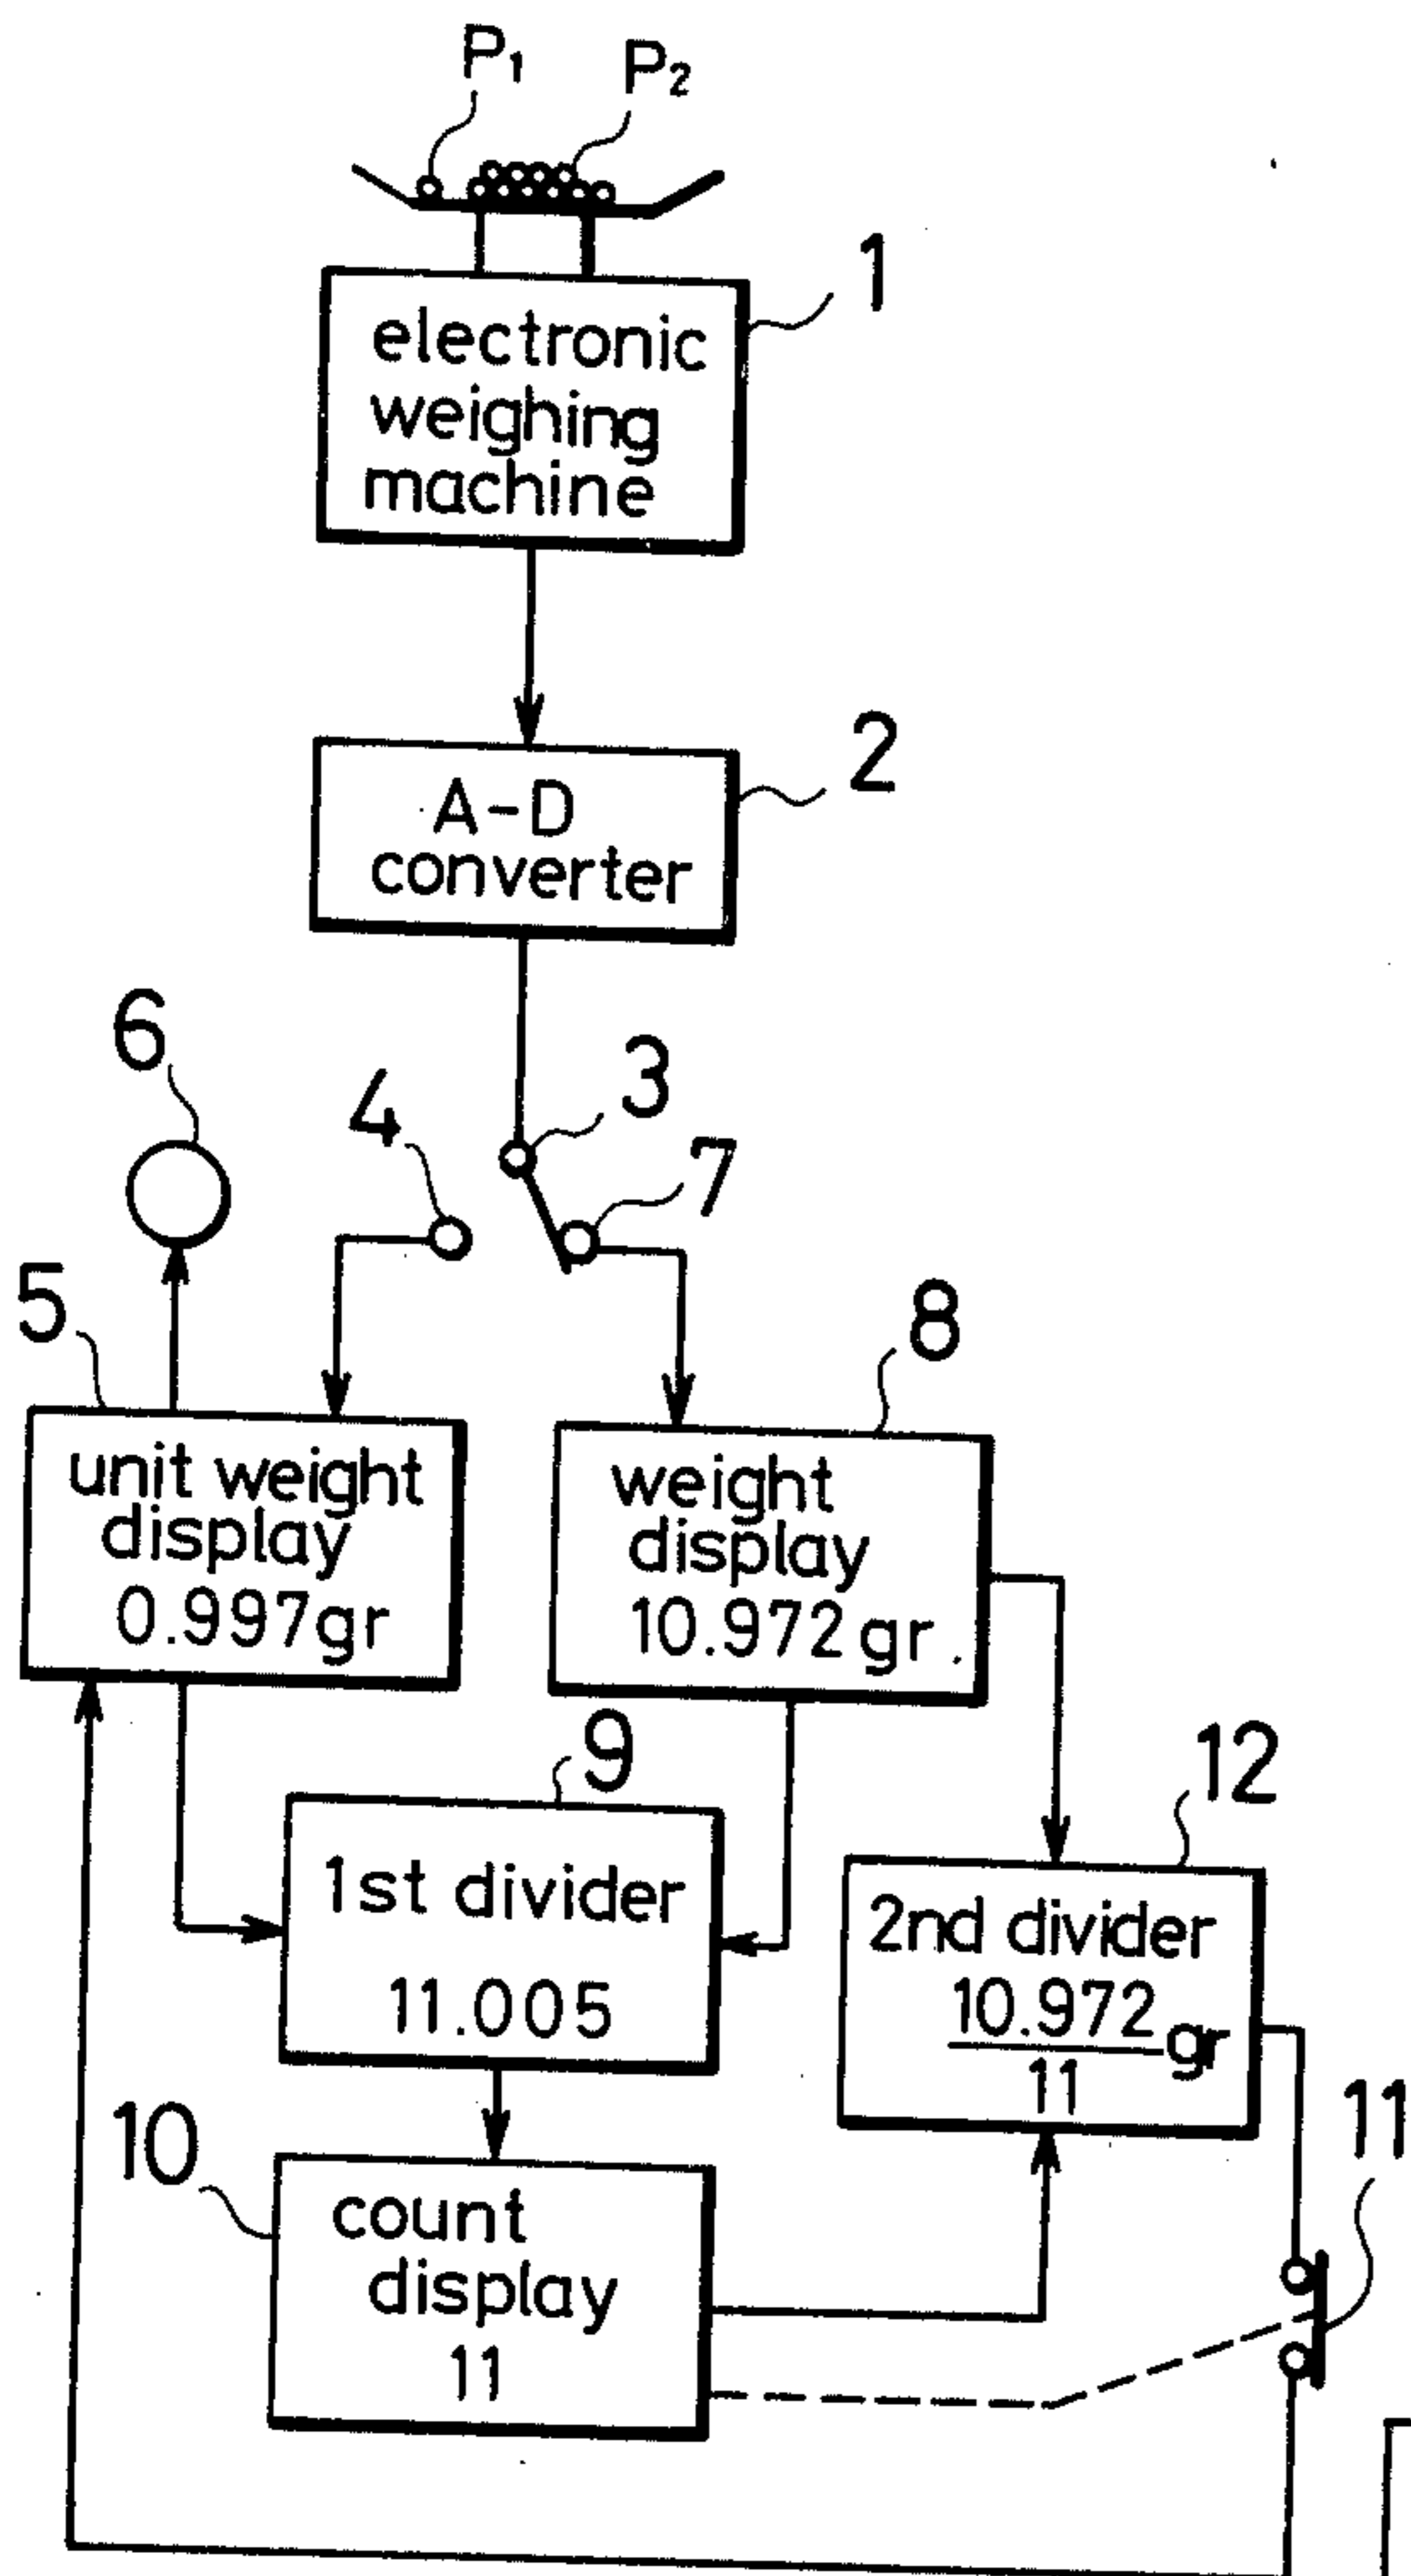 P1
P2
1
electronic
weighing
machine
2
A-D
converter
6
4
3
7
5
8
unit weight
display
0.997gr
weight
display
10.972 gr.
9
12
1st divider
11.005
2nd divider
10.972
gr
11
11
10
count
display
11